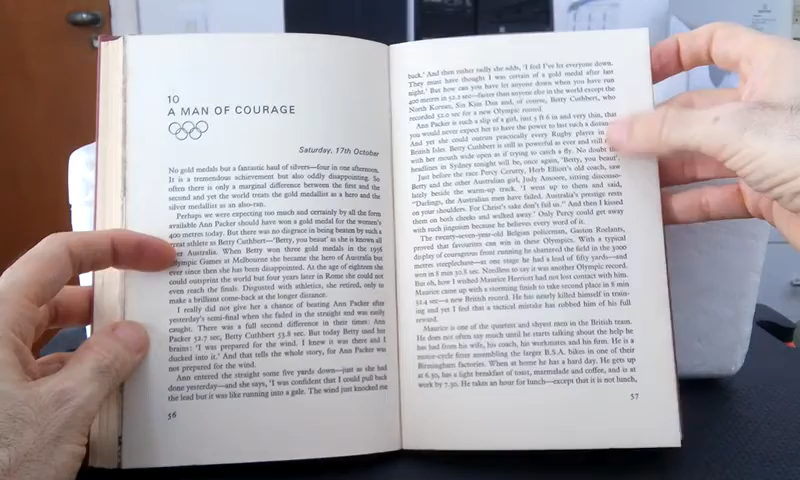 10
A MAN OF COURAGE
Saturday, 17th October
No gold medals but a fantastic haul of silvers—four in one afternoon.
It is a tremendous achievement but also oddly disappointing. So
often there is only a marginal difference between the first and the
second and yet the world treats the gold medallist as a hero and the
silver medallist as an also-ran.
Perhaps we were expecting too much and certainly by all the form
available Ann Packer should have won a gold medal for the women's
400 metres today. But there was no disgrace in being beaten by such a
great athlete as Betty Cuthbert—'Betty, you beaut' as she is known all
over Australia. When Betty won three gold medals in the 1956
Olympic Games at Melbourne she became the hero of Australia but
ever since then she has been disappointed. At the age of eighteen she
could outsprint the world but four years later in Rome she could not
even reach the finals. Disgusted with athletics, she retired, only to
make a brilliant come-back at the longer distance.
I really did not give her a chance of beating Ann Packer after
yesterday's semi-final when she faded in the straight and was easily
caught. There was a full second difference in their times: Ann
Packer 52.7 sec, Betty Cuthbert 53.8 sec. But today Betty used her
brains: 'I was prepared for the wind. I knew it was there and I
ducked into it.' And that tells the whole story, for Ann Packer was
not prepared for the wind.
Ann entered the straight some five yards down—just as she had
done yesterday—and she says, 'I was confident that I could pull back
the lead but it was like running into a gale. The wind just knocked me
56
back.' And then rather sadly she adds, 'I feel I've let everyone down.
They must have thought I was certain of a gold medal after last
night.' But how can you have let anyone down when you have run
400 metres in 52.2 sec—faster than anyone else in the world except the
North Korean, Sin Kim Dan and, of course, Betty Cuthbert, who
recorded 52.0 sec for a new Olympic record.
Ann Packer is such a slip of a girl, just 5 ft 6 in and very thin, that
you would never expect her to have the power to last such a distance.
And yet she could outrun practically every Rugby player in
British Isles. Betty Cuthbert is still as powerful as ever and still
with her mouth wide open as if trying to catch a fly. No doubt the
headlines in Sydney tonight will be, once again, 'Betty, you beaut'.
Just before the race Percy Cerutty, Herb Elliott's old coach, saw
Betty and the other Australian girl, Judy Amoore, sitting disconso-
lately beside the warm-up track. 'I went up to them and said,
"Darlings, the Australian men have failed. Australia's prestige rests
on your shoulders. For Christ's sake don't fail us." And then I kissed
them on both cheeks and walked away.' Only Percy could get away
with such jingoism because he believes every word of it.
The twenty-seven-year-old Belgian policeman, Gaston Roelants,
proved that favourites can win in these Olympics. With a typical
display of courageous front running he shattered the field in the 3000
metres steeplechase—at one stage he had a lead of fifty yards—and
won in 8 min 30.8 sec. Needless to say it was another Olympic record.
But oh, how I wished Maurice Herriott had not lost contact with him.
Maurice came up with a storming finish to take second place in 8 min
32.4 sec—a new British record. He has nearly killed himself in train-
ing and yet I feel that a tactical mistake has robbed him of his full
reward.
Maurice is one of the quietest and shyest men in the British team.
He does not often say much until he starts talking about the help he
has had from his wife, his coach, his workmates and his firm. He is a
motor-cycle fitter assembling the larger B.S.A. bikes in one of their
Birmingham factories. When at home he has a hard day. He gets up
at 6.30, has a light breakfast of toast, marmalade and coffee, and is at
work by 7.30. He takes an hour for lunch—except that it is not lunch,
57